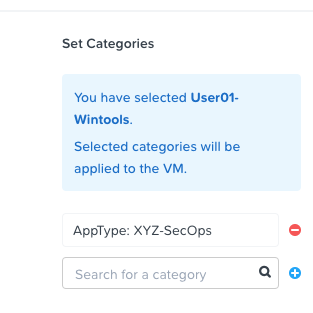 Set Categories
You have selected User01-
Wintools.
Selected categories will be
applied to the VM.
AppType: XYZ-SecOps
Search for a category